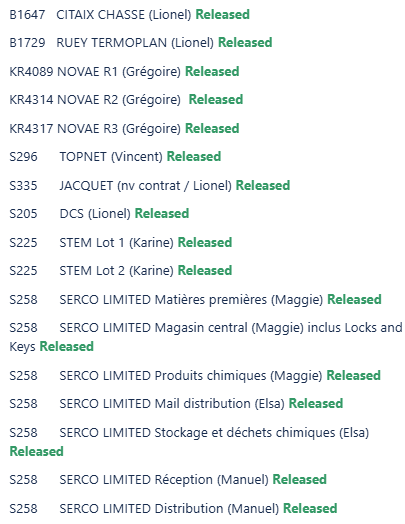 B1647 CITAIX CHASSE (Lionel) Released
B1729 RUEY TERMOPLAN (Lionel) Released
KR4089 NOVAE R1 (Grégoire) Released
KR4314 NOVAE R2 (Grégoire) Released
KR4317 NOVAE R3 (Grégoire) Released
S296 TOPNET (Vincent) Released
S335 JACQUET (nv contrat / Lionel) Released
S205 DCS (Lionel) Released
S225 STEM Lot 1 (Karine) Released
S225 STEM Lot 2 (Karine) Released
S258 SERCO LIMITED Matières premières (Maggie) Released
S258 SERCO LIMITED Magasin central (Maggie) inclus Locks and
Keys Released
S258 SERCO LIMITED Produits chimiques (Maggie) Released
S258 SERCO LIMITED Mail distribution (Elsa) Released
S258 SERCO LIMITED Stockage et déchets chimiques (Elsa)
Released
S258 SERCO LIMITED Réception (Manuel) Released
S258 SERCO LIMITED Distribution (Manuel) Released